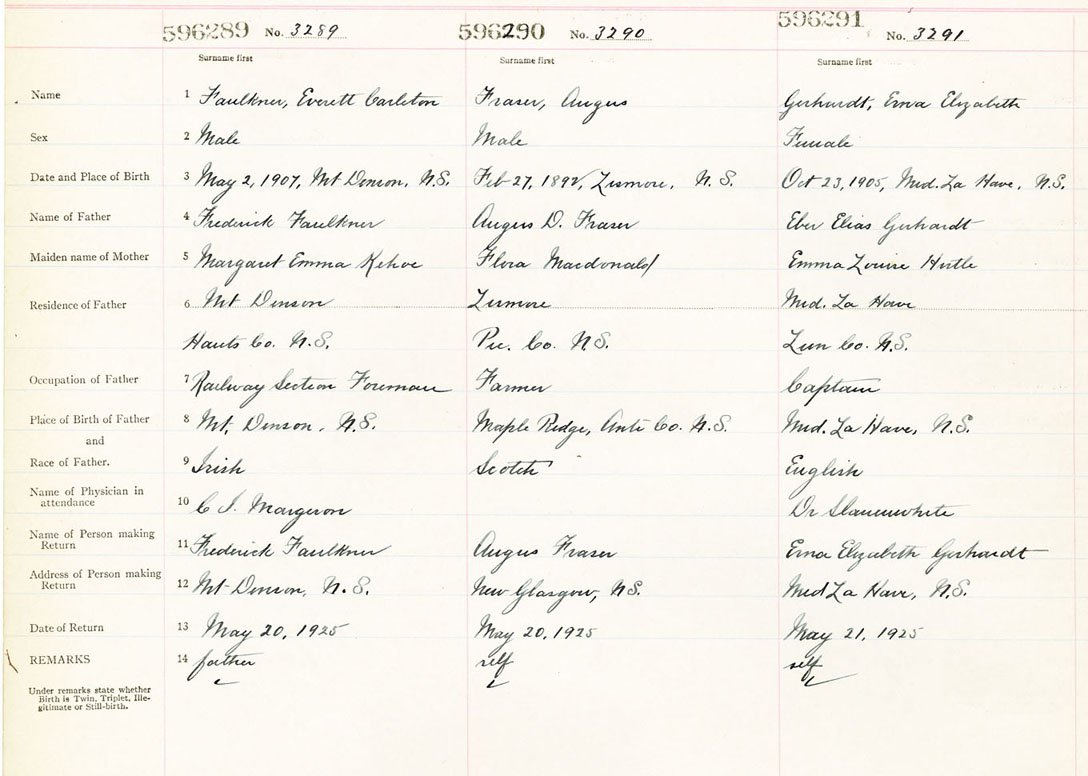 596289 No. 3289 596290 No. 3290 596291 No. 3291
Surname first Surname first Surname first
Name 1 Faulkner, Everett Carleton Fraser, Angus Gerhardt, Erna Elizabeth
Sex 2 Male Male Female
Date and Place of Birth 3 May 2, 1907, Mt Denson, N.S. Feb 27, 1892, Lismore, N.S. Oct 23, 1905, Mid. La Have, N.S.
Name of Father 4 Frederick Faulkner Angus D. Fraser Eber Elias Gerhardt
Maiden name of Mother 5 Margaret Emma Kehoe Flora Macdonald Emma Louise Hirtle
Residence of Father 6 Mt Denson Lismore Mid. La Have
Hants Co. N.S. Pic. Co. N.S. Lun Co. N.S.
Occupation of Father 7 Railway Section Foreman Farmer Captain
Place of Birth of Father 8 Mt. Denson, N.S. Maple Ridge, Anti Co. N.S. Mid. La Have, N.S.
and
Race of Father. 9 Irish Scotch English
Name of Physician in
attendance 10 C. S. Margeson Dr Slauenwhite
Name of Person making
Return 11 Frederick Faulkner Angus Fraser Erna Elizabeth Gerhardt
Address of Person making
Return 12 Mt Denson, N.S. New Glasgow, N.S. Mid La Have, N.S.
Date of Return 13 May 20, 1925 May 20, 1925 May 21, 1925
REMARKS 14 father self self
Under remarks state whether
Birth is Twin, Triplet, Ille-
gitimate or Still-birth.